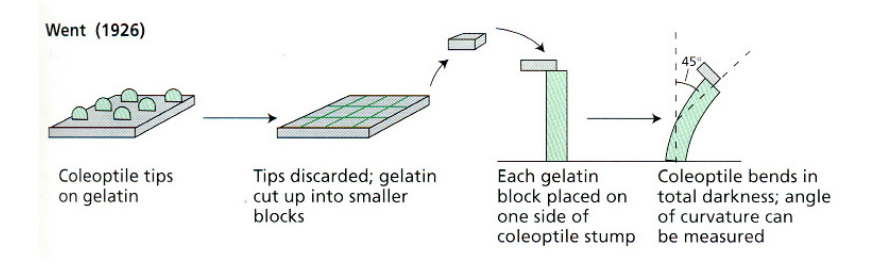 Went (1926)
45°
Coleoptile tips
on gelatin
Tips discarded; gelatin
cut up into smaller
blocks
Each gelatin
block placed on
one side of
coleoptile stump
Coleoptile bends in
total darkness; angle
of curvature can
be measured